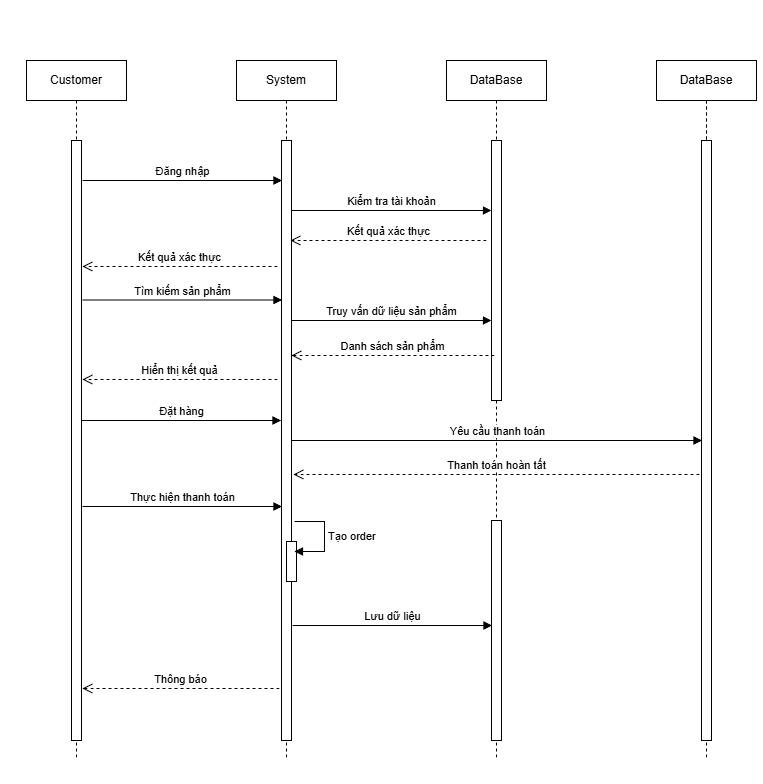 Customer
System
DataBase
DataBase
Đăng nhập
Kiểm tra tài khoản
Kết quả xác thực
Kết quả xác thực
Tìm kiếm sản phẩm
Truy vấn dữ liệu sản phẩm
Danh sách sản phẩm
Hiển thị kết quả
Đặt hàng
Yêu cầu thanh toán
Thanh toán hoàn tất
Thực hiện thanh toán
Tạo order
Lưu dữ liệu
Thông báo